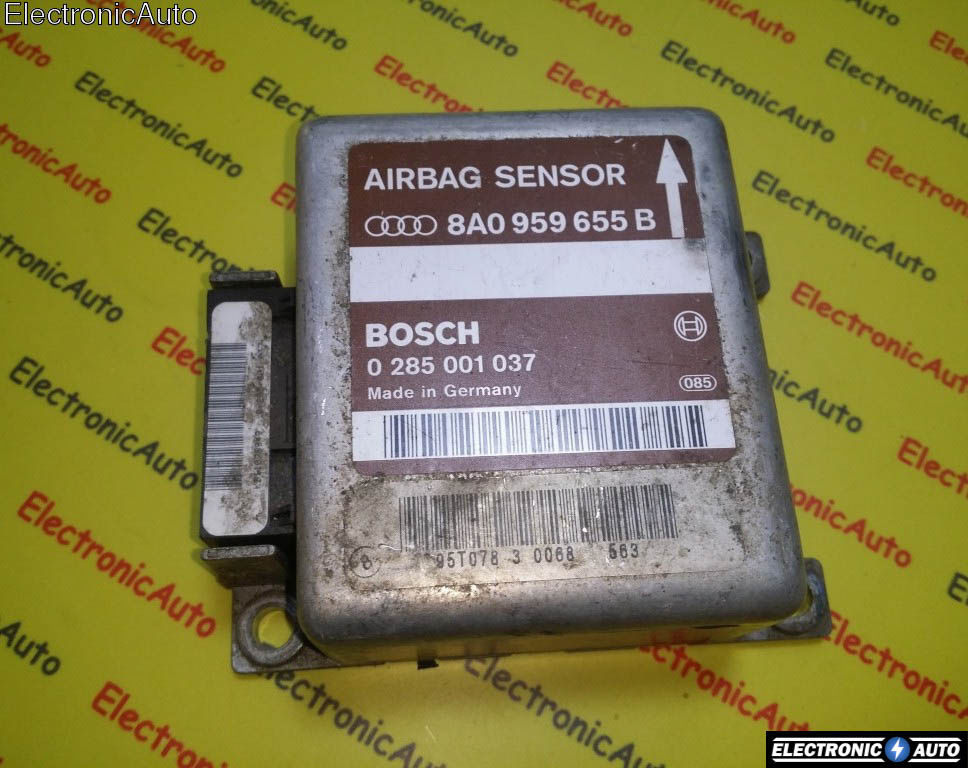 ElectronicAuto
AIRBAG SENSOR
8A0 959 655 B
BOSCH
0 285 001 037
Made in Germany
085
95T078 3 0068 563
8
ELECTRONIC AUTO